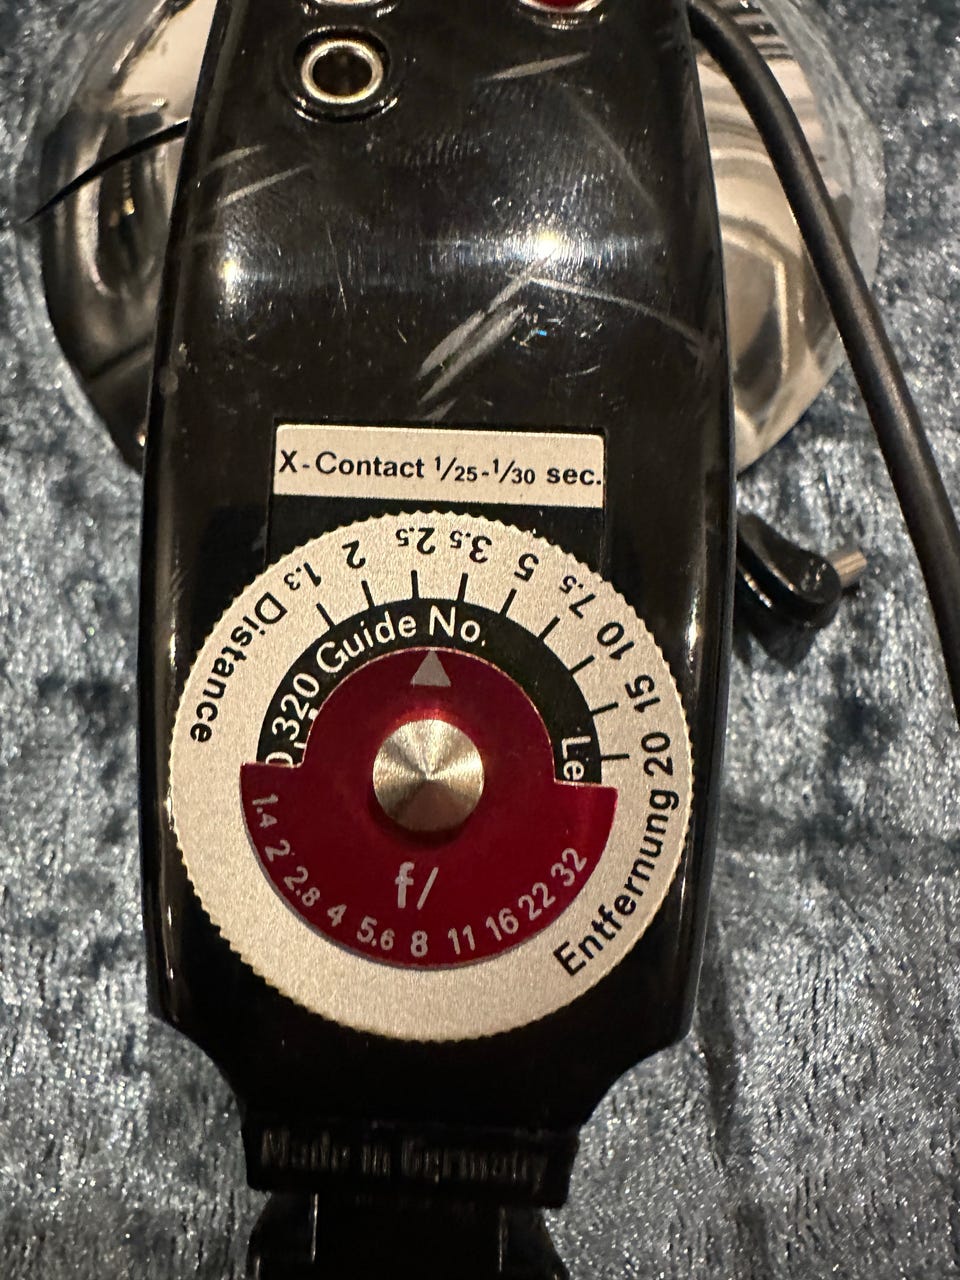 X-Contact 1/25-1/30 sec.
Distance 1.3 2 2.5 3.5 5 7.5 10 15 20 Entfernung
320 Guide No.
Le
f/
1.4 2 2.8 4 5.6 8 11 16 22 32
Made in Germany